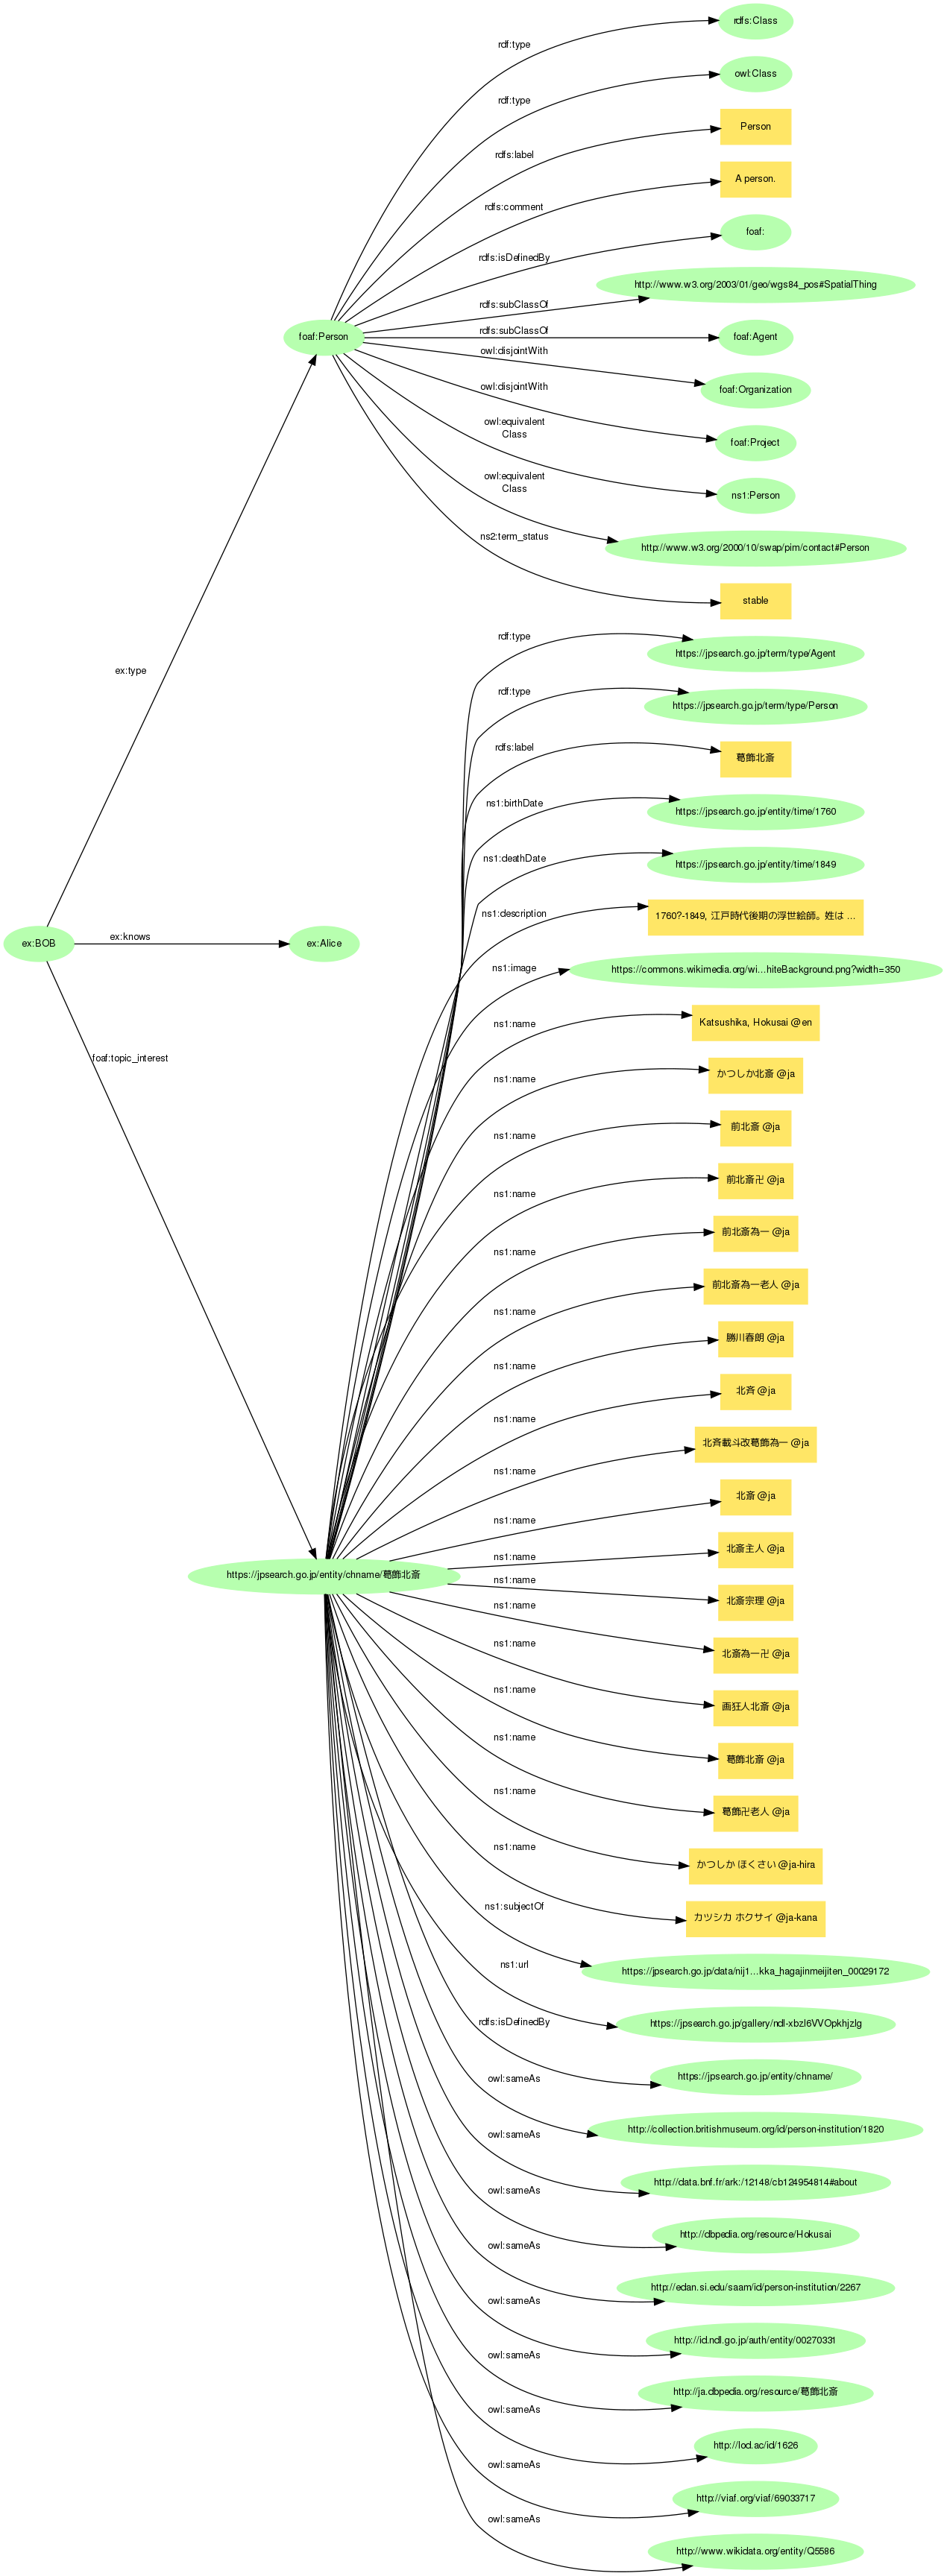 rdfs:Class
rdf:type
owl:Class
rdf:type
Person
rdfs:label
A person.
rdfs:comment
foaf:
rdfs:isDefinedBy
http://www.w3.org/2003/01/geo/wgs84_pos#SpatialThing
rdfs:subClassOf
foaf:Person
rdfs:subClassOf
foaf:Agent
owl:disjointWith
foaf:Organization
owl:disjointWith
foaf:Project
owl:equivalent
Class
ns1:Person
owl:equivalent
Class
http://www.w3.org/2000/10/swap/pim/contact#Person
ns2:term_status
stable
rdf:type
https://jpsearch.go.jp/term/type/Agent
ex:type
rdf:type
https://jpsearch.go.jp/term/type/Person
rdfs:label
葛飾北斎
ns1:birthDate
https://jpsearch.go.jp/entity/time/1760
ns1:deathDate
https://jpsearch.go.jp/entity/time/1849
ns1:description
1760?-1849, 江戸時代後期の浮世絵師。姓は ...
ex:BOB
ex:knows
ex:Alice
ns1:image
https://commons.wikimedia.org/wi...hiteBackground.png?width=350
ns1:name
Katsushika, Hokusai @en
foaf:topic_interest
ns1:name
かつしか北斎 @ja
ns1:name
前北斎 @ja
ns1:name
前北斎卍 @ja
ns1:name
前北斎為一 @ja
ns1:name
前北斎為一老人 @ja
ns1:name
勝川春朗 @ja
ns1:name
北斉 @ja
ns1:name
北斉載斗改葛飾為一 @ja
ns1:name
北斎 @ja
ns1:name
北斎主人 @ja
https://jpsearch.go.jp/entity/chname/葛飾北斎
ns1:name
北斎宗理 @ja
ns1:name
北斎為一卍 @ja
ns1:name
画狂人北斎 @ja
ns1:name
葛飾北斎 @ja
ns1:name
葛飾卍老人 @ja
ns1:name
かつしか ほくさい @ja-hira
ns1:name
カツシカ ホクサイ @ja-kana
ns1:subjectOf
https://jpsearch.go.jp/data/nij1...kka_hagajinmeijiten_00029172
ns1:url
rdfs:isDefinedBy
https://jpsearch.go.jp/entity/chname/
owl:sameAs
http://collection.britishmuseum.org/id/person-institution/1820
owl:sameAs
http://data.bnf.fr/ark:/12148/cb124954814#about
owl:sameAs
http://dbpedia.org/resource/Hokusai
owl:sameAs
http://edan.si.edu/saam/id/person-institution/2267
owl:sameAs
http://id.ndl.go.jp/auth/entity/00270331
owl:sameAs
http://ja.dbpedia.org/resource/葛飾北斎
owl:sameAs
http://lod.ac/id/1626
owl:sameAs
http://viaf.org/viaf/69033717
owl:sameAs
http://www.wikidata.org/entity/Q5586